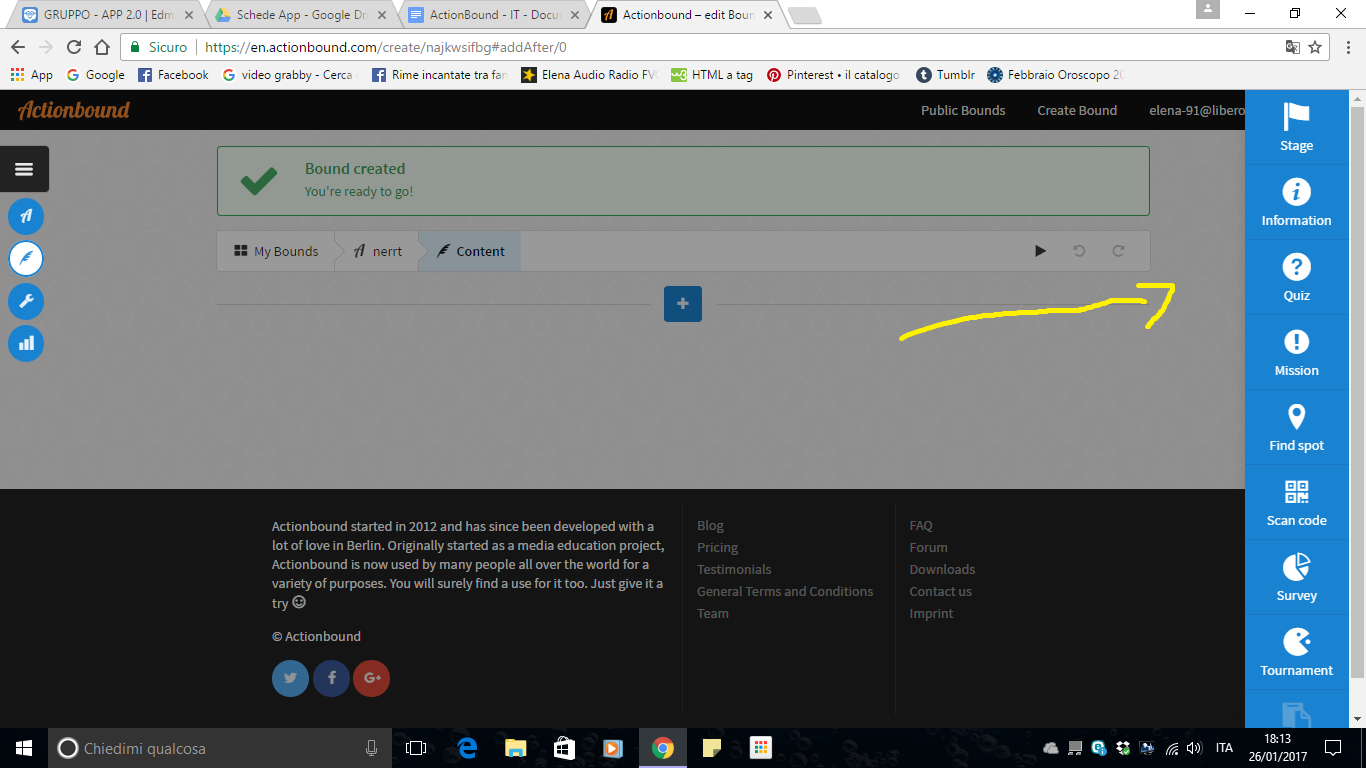 GRUPPO - APP 2.0 | Edm
Schede App - Google Dri
ActionBound - IT - Docu
Actionbound – edit Boun
Sicuro
https://en.actionbound.com/create/najkwsifbg#addAfter/0
App
Google
Facebook
video grabby - Cerca
Rime incantate tra fan
Elena Audio Radio FVG
HTML a tag
Pinterest • il catalogo
Tumblr
Febbraio Oroscopo 20
Actionbound
Public Bounds
Create Bound
elena-91@libero
Bound created
You're ready to go!
My Bounds
nerrt
Content
Stage
Information
Quiz
Mission
Find spot
Scan code
Survey
Tournament
Actionbound started in 2012 and has since been developed with a
lot of love in Berlin. Originally started as a media education project,
Actionbound is now used by many people all over the world for a
variety of purposes. You will surely find a use for it too. Just give it a
try
© Actionbound
Blog
Pricing
Testimonials
General Terms and Conditions
Team
FAQ
Forum
Downloads
Contact us
Imprint
Chiedimi qualcosa
ITA
18:13
26/01/2017